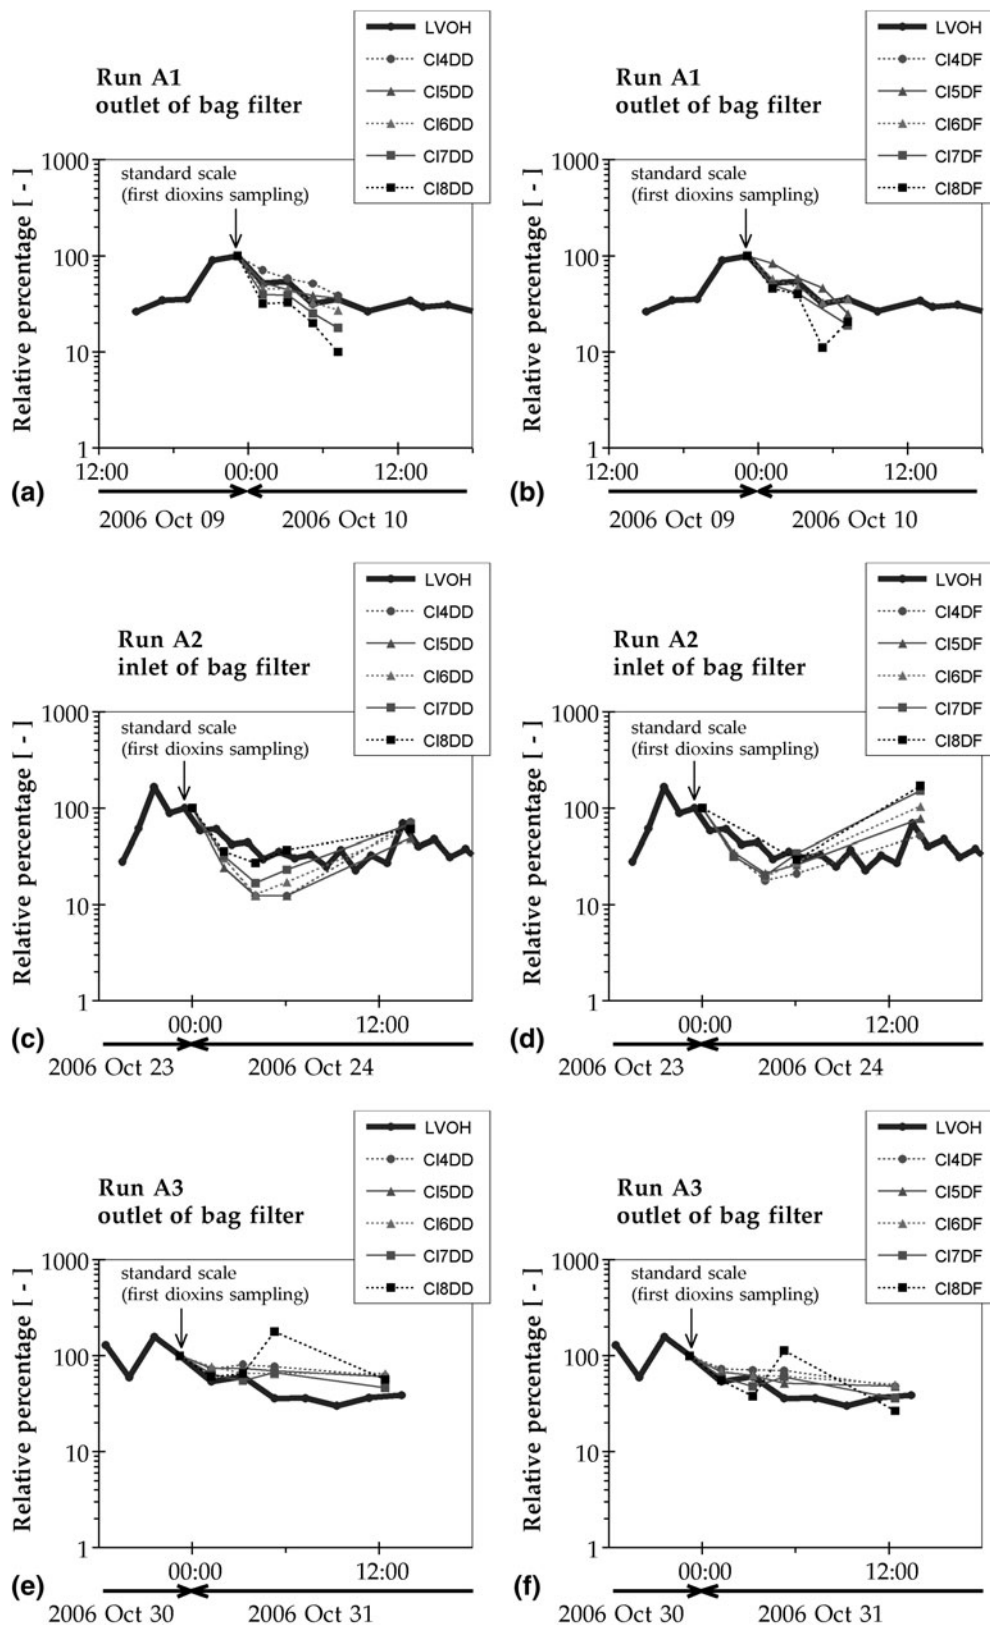 LVOH
Cl4DD
Cl5DD
Cl6DD
Cl7DD
Cl8DD
Run A1
outlet of bag filter
standard scale
(first dioxins sampling)
Relative percentage [ - ]
1000
100
10
1
12:00
00:00
12:00
(a)
2006 Oct 09
2006 Oct 10
LVOH
Cl4DF
Cl5DF
Cl6DF
Cl7DF
Cl8DF
Run A1
outlet of bag filter
standard scale
(first dioxins sampling)
Relative percentage [ - ]
1000
100
10
1
12:00
00:00
12:00
(b)
2006 Oct 09
2006 Oct 10
LVOH
Cl4DD
Cl5DD
Cl6DD
Cl7DD
Cl8DD
Run A2
inlet of bag filter
standard scale
(first dioxins sampling)
Relative percentage [ - ]
1000
100
10
1
00:00
12:00
(c)
2006 Oct 23
2006 Oct 24
LVOH
Cl4DF
Cl5DF
Cl6DF
Cl7DF
Cl8DF
Run A2
inlet of bag filter
standard scale
(first dioxins sampling)
Relative percentage [ - ]
1000
100
10
1
00:00
12:00
(d)
2006 Oct 23
2006 Oct 24
LVOH
Cl4DD
Cl5DD
Cl6DD
Cl7DD
Cl8DD
Run A3
outlet of bag filter
standard scale
(first dioxins sampling)
Relative percentage [ - ]
1000
100
10
1
00:00
12:00
(e)
2006 Oct 30
2006 Oct 31
LVOH
Cl4DF
Cl5DF
Cl6DF
Cl7DF
Cl8DF
Run A3
outlet of bag filter
standard scale
(first dioxins sampling)
Relative percentage [ - ]
1000
100
10
1
00:00
12:00
(f)
2006 Oct 30
2006 Oct 31